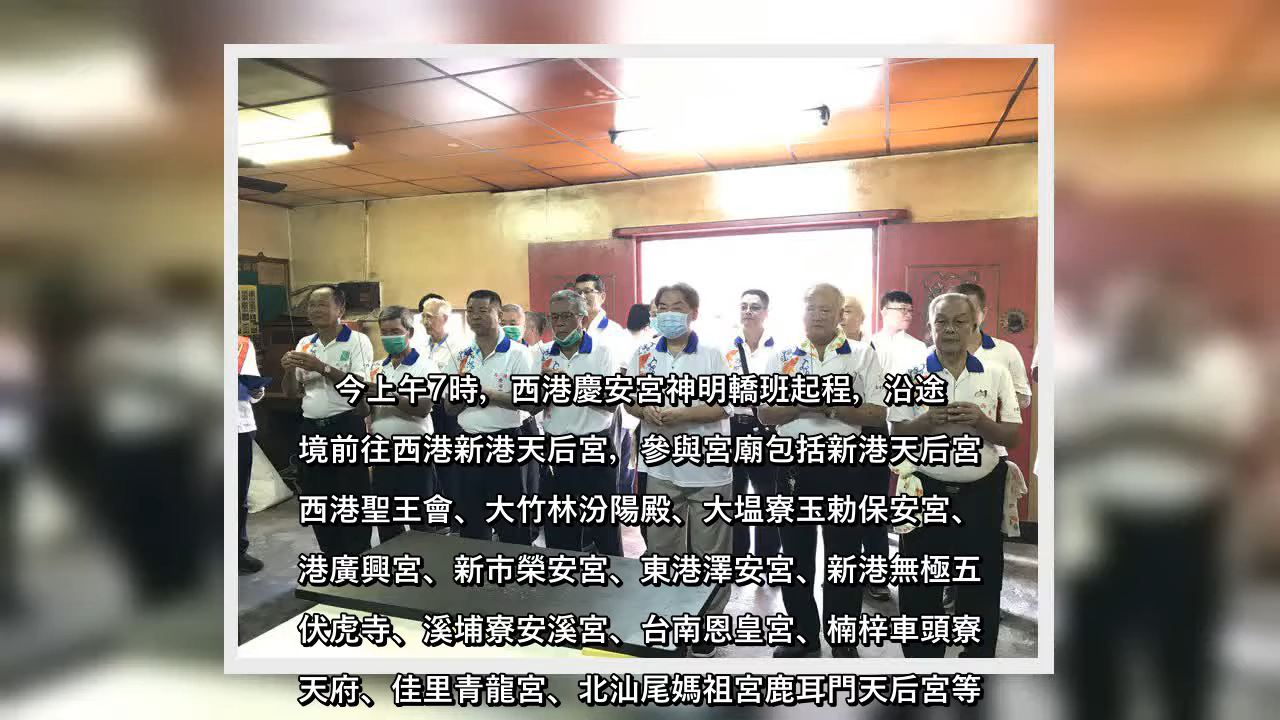 今上午7時，西港慶安宮神明轎班起程，沿途
境前往西港新港天后宮，參與宮廟包括新港天后宮
西港聖王會、大竹林汾陽殿、大塭寮玉勅保安宮、
港廣興宮、新市榮安宮、東港澤安宮、新港無極五
伏虎寺、溪埔寮安溪宮、台南恩皇宮、楠梓車頭寮
天府、佳里青龍宮、北汕尾媽祖宮鹿耳門天后宮等